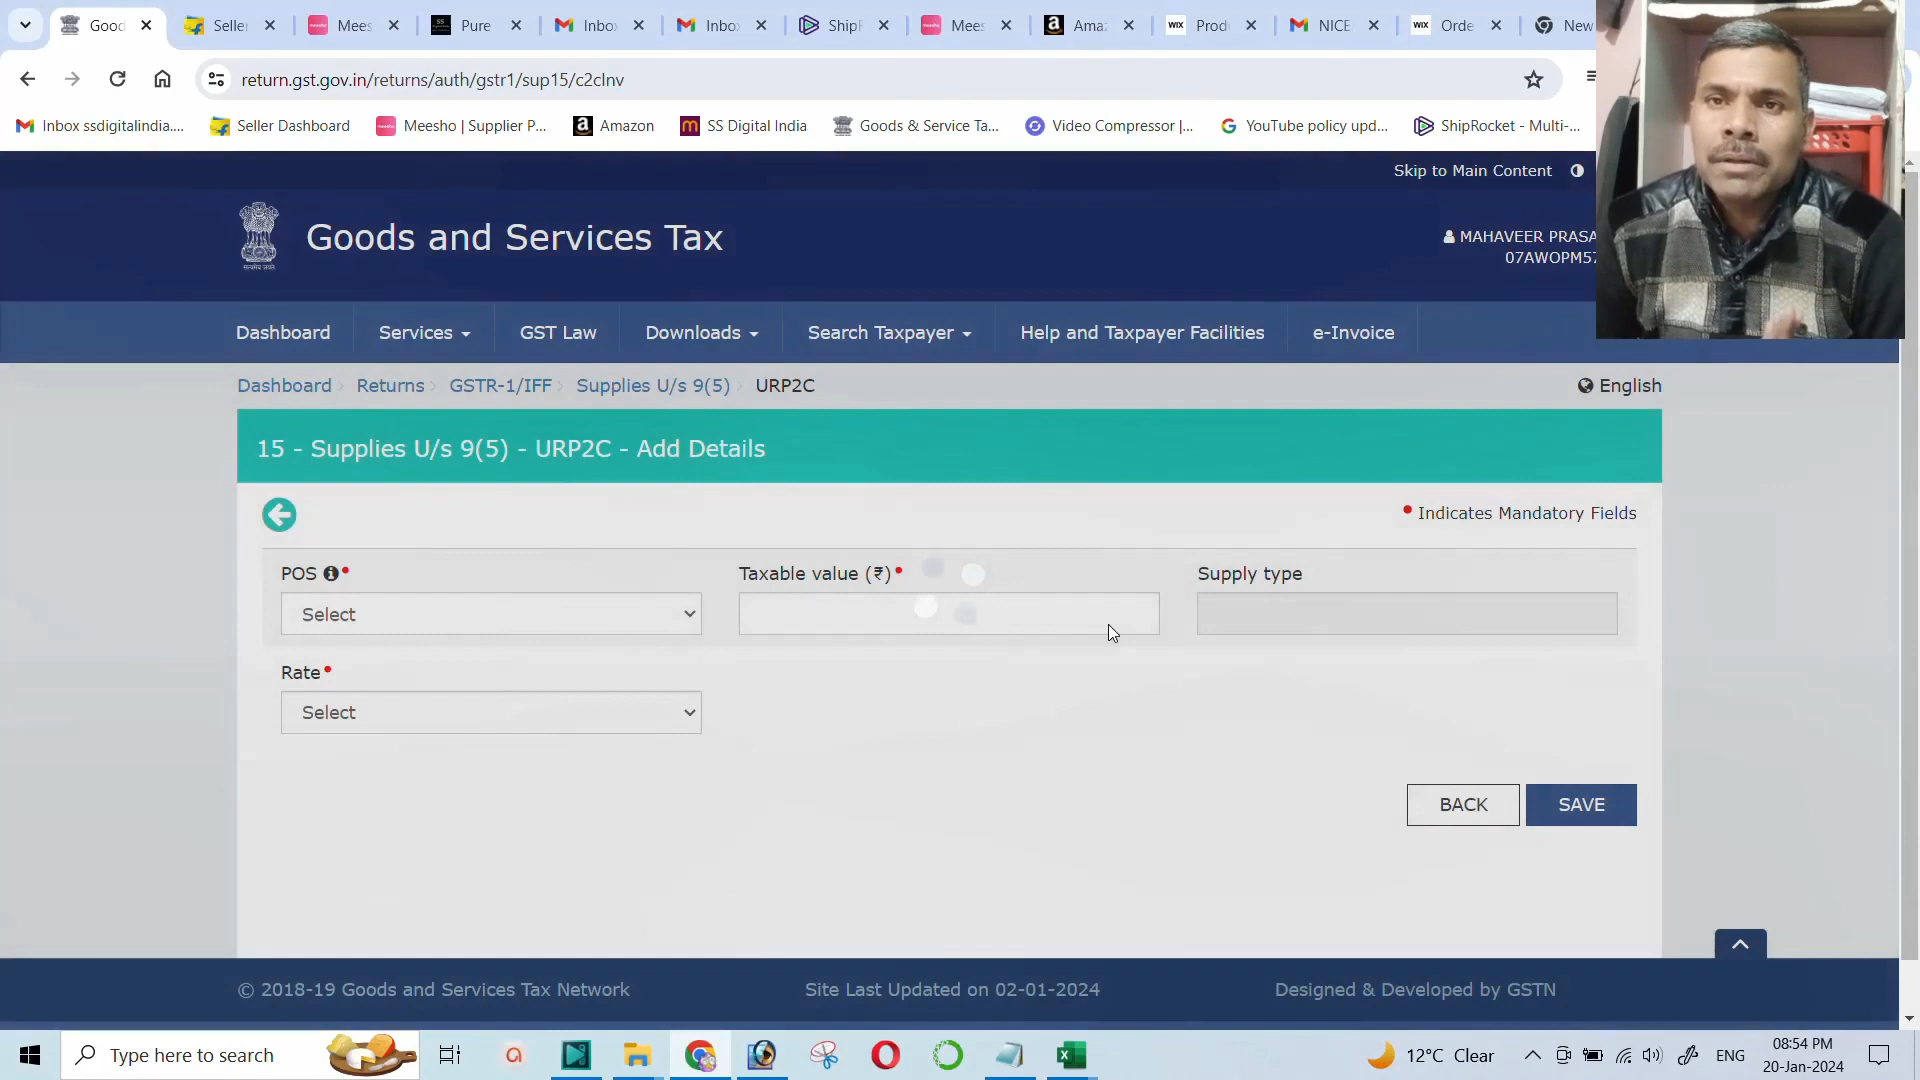 Good
Selle
Mees
Pure
Inbo
Inbo
Ship
Mees
Ama
Prod
NICE
Orde
New
return.gst.gov.in/returns/auth/gstr1/sup15/c2cInv
Inbox ssdigitalindia....
Seller Dashboard
Meesho | Supplier P...
Amazon
SS Digital India
Goods & Service Ta...
Video Compressor |...
YouTube policy upd...
ShipRocket - Multi-...
Skip to Main Content
Goods and Services Tax
MAHAVEER PRASA
07AWOPM57
Dashboard Services GST Law Downloads Search Taxpayer Help and Taxpayer Facilities e-Invoice
Dashboard Returns GSTR-1/IFF Supplies U/s 9(5) URP2C
English
15 - Supplies U/s 9(5) - URP2C - Add Details
Indicates Mandatory Fields
POS
Taxable value (₹)
Supply type
Select
Rate
Select
BACK
SAVE
© 2018-19 Goods and Services Tax Network
Site Last Updated on 02-01-2024
Designed & Developed by GSTN
Type here to search
12°C Clear
ENG
08:54 PM
20-Jan-2024